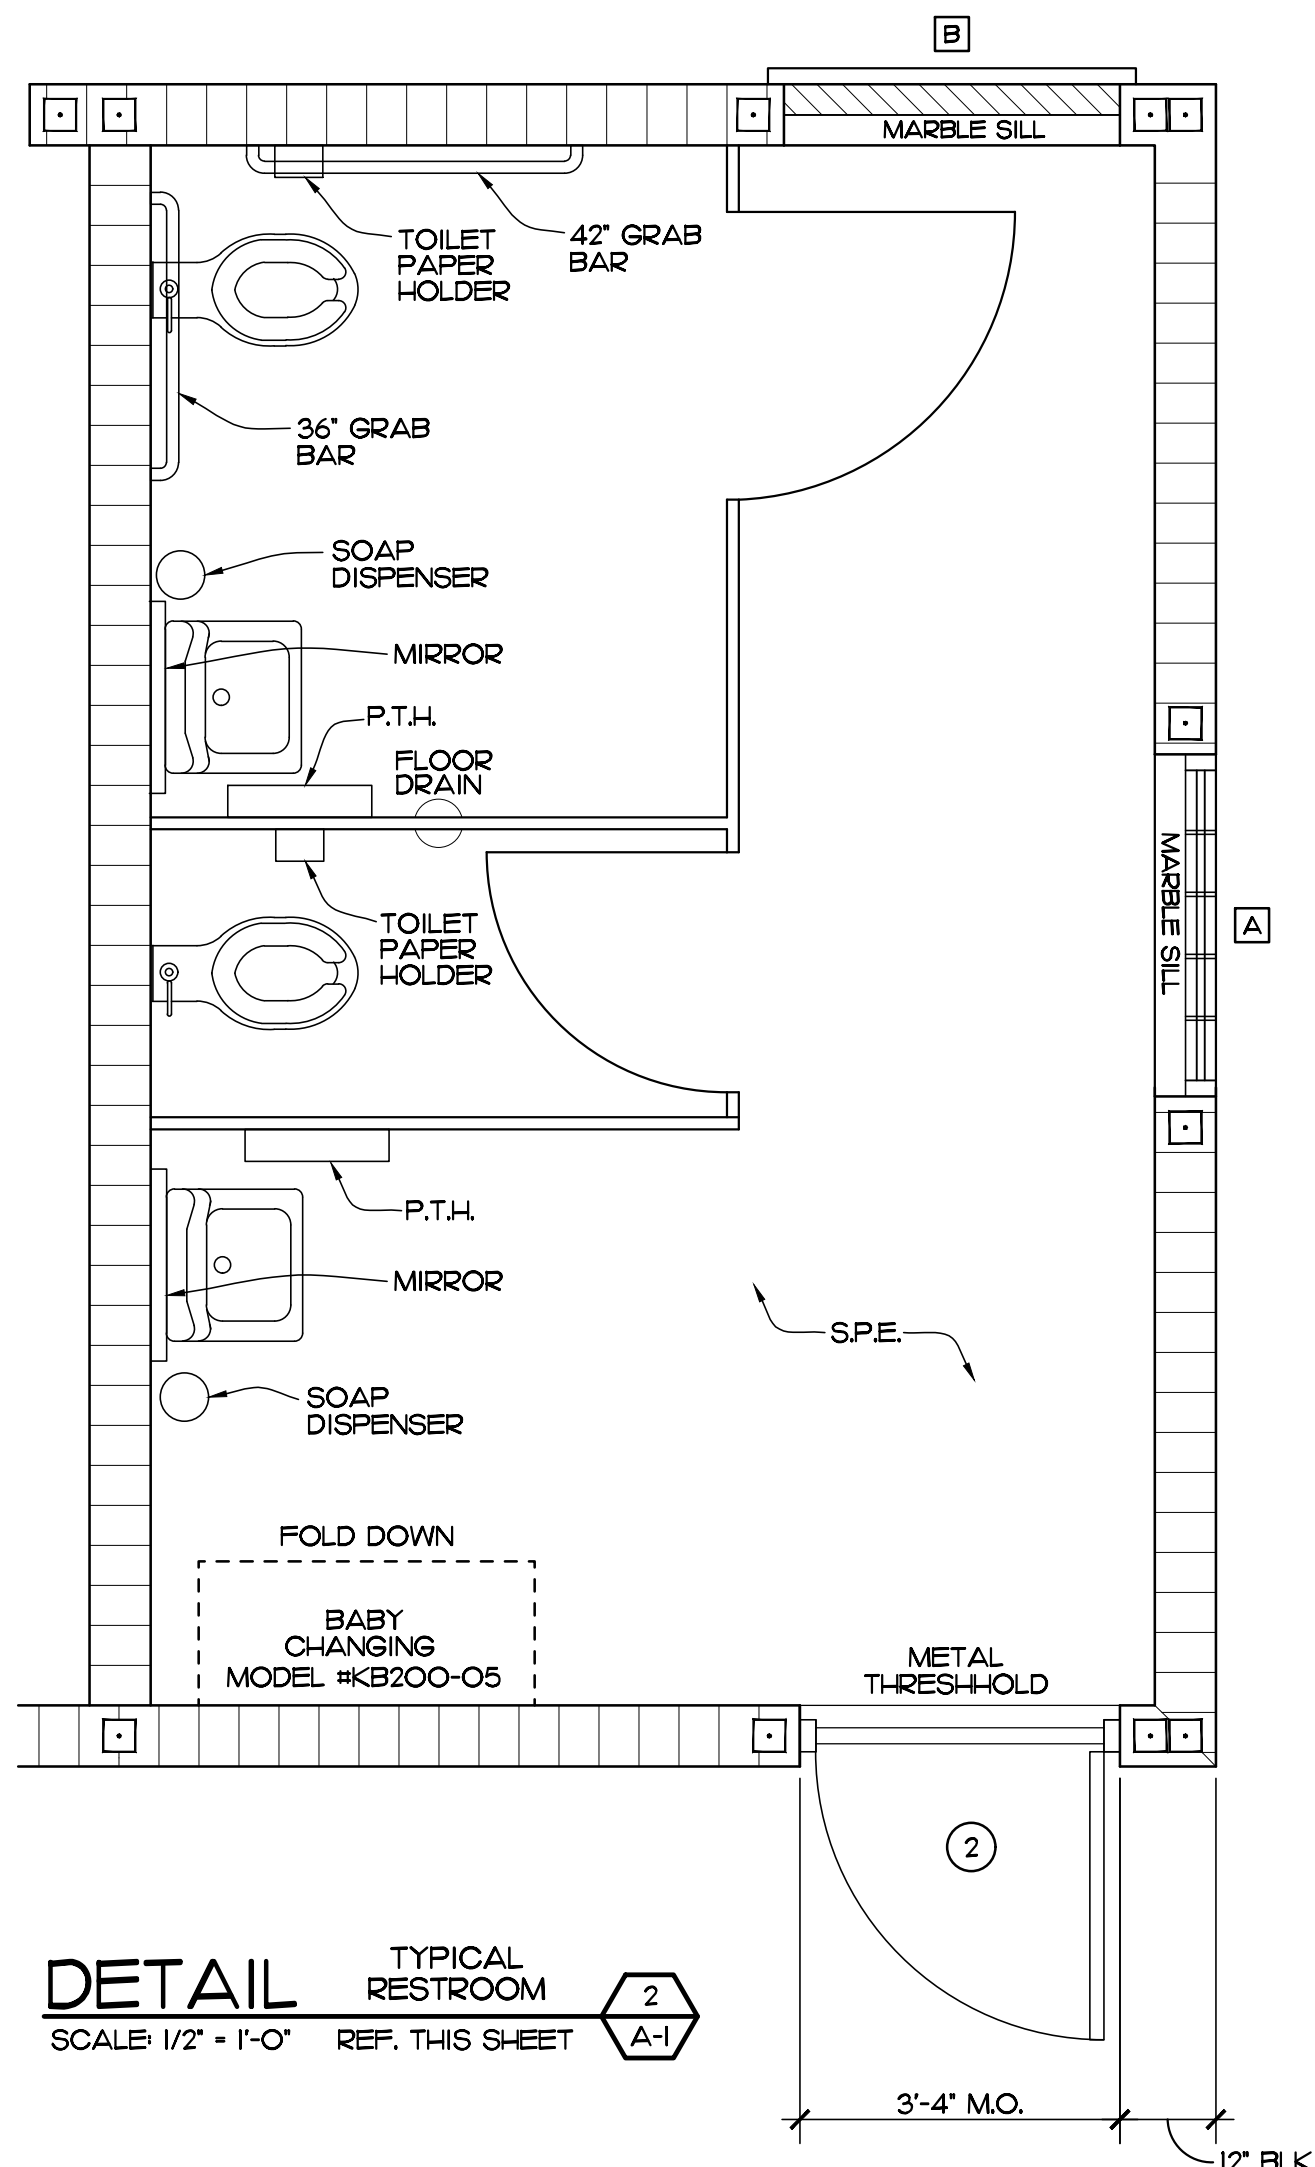 B
MARBLE SILL
TOILET
PAPER
HOLDER
42" GRAB
BAR
36" GRAB
BAR
SOAP
DISPENSER
MIRROR
P.T.H.
FLOOR
DRAIN
MARBLE SILL
A
TOILET
PAPER
HOLDER
P.T.H.
MIRROR
S.P.E.
SOAP
DISPENSER
FOLD DOWN
BABY
CHANGING
MODEL #KB200-05
METAL
THRESHHOLD
2
DETAIL
TYPICAL
RESTROOM
2
A-1
SCALE: 1/2" = 1'-0"
REF. THIS SHEET
3'-4" M.O.
12" BLK